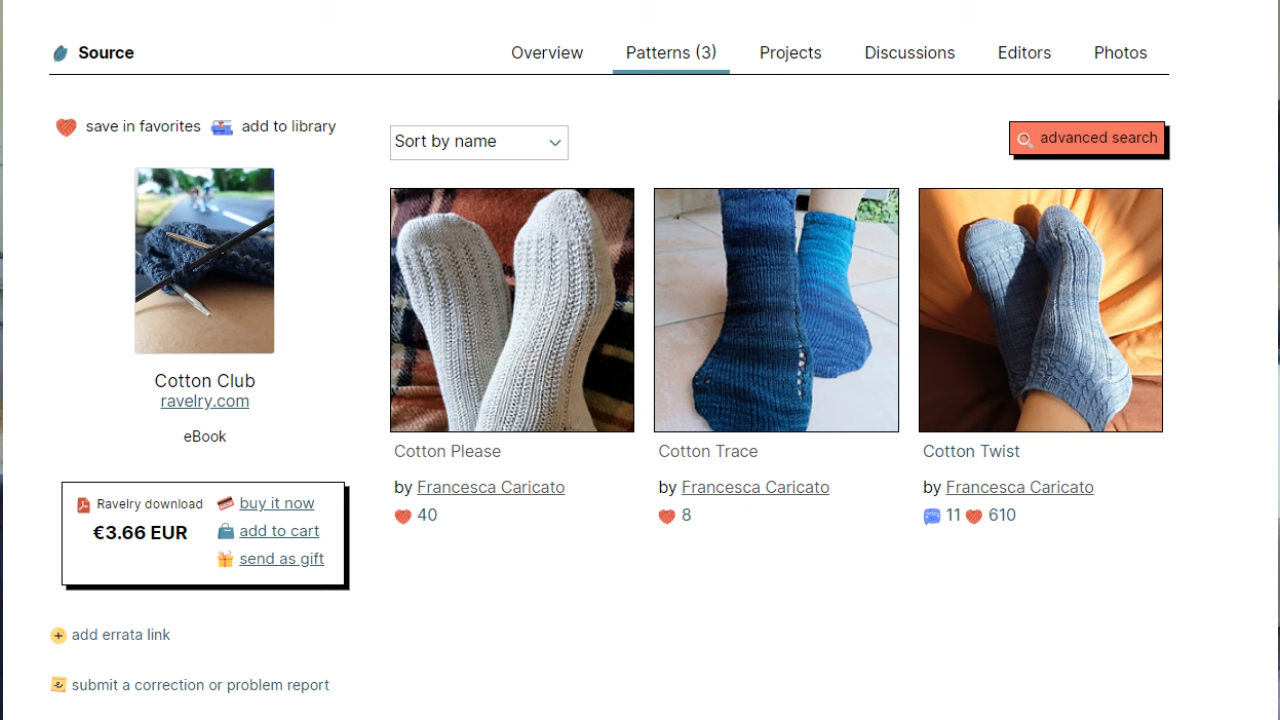 Source
Overview Patterns (3) Projects Discussions Editors Photos
save in favorites add to library
Sort by name
advanced search
Cotton Club
ravelry.com
eBook
Ravelry download
€3.66 EUR
buy it now
add to cart
send as gift
add errata link
submit a correction or problem report
Cotton Please
by Francesca Caricato
40
Cotton Trace
by Francesca Caricato
8
Cotton Twist
by Francesca Caricato
11 610